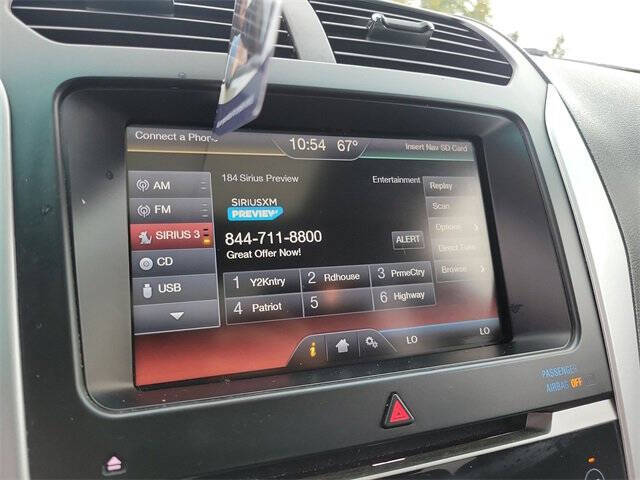 Connect a Phon
10:54 67°
Insert Nav SD Card
AM
FM
SIRIUS 3
CD
USB
184 Sirius Preview
Entertainment
SIRIUSXM
PREVIEW
844-711-8800
Great Offer Now!
ALERT
1 Y2Kntry
2 Rdhouse
3 PrmeCtry
4 Patriot
5
6 Highway
Replay
Scan
Options
Direct Tune
Browse
i
LO
LO
PASSENGER
AIRBAG OFF